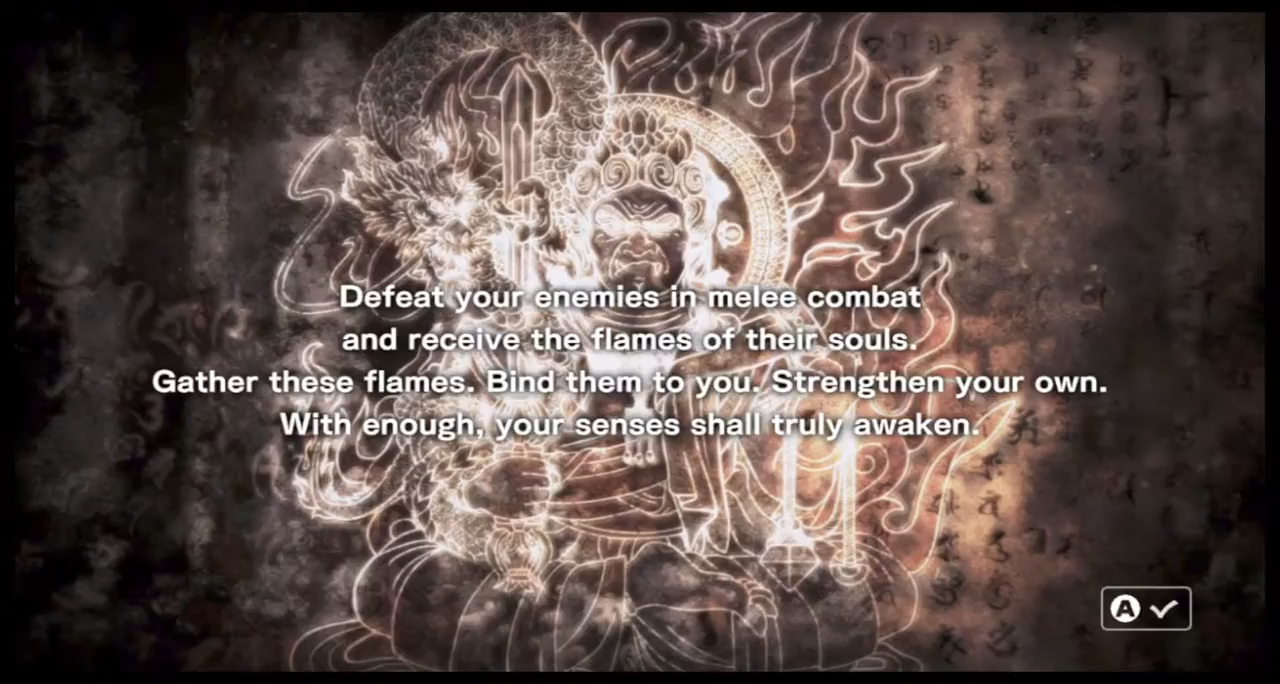 Defeat your enemies in melee combat
and receive the flames of their souls.
Gather these flames. Bind them to you. Strengthen your own.
With enough, your senses shall truly awaken.
A